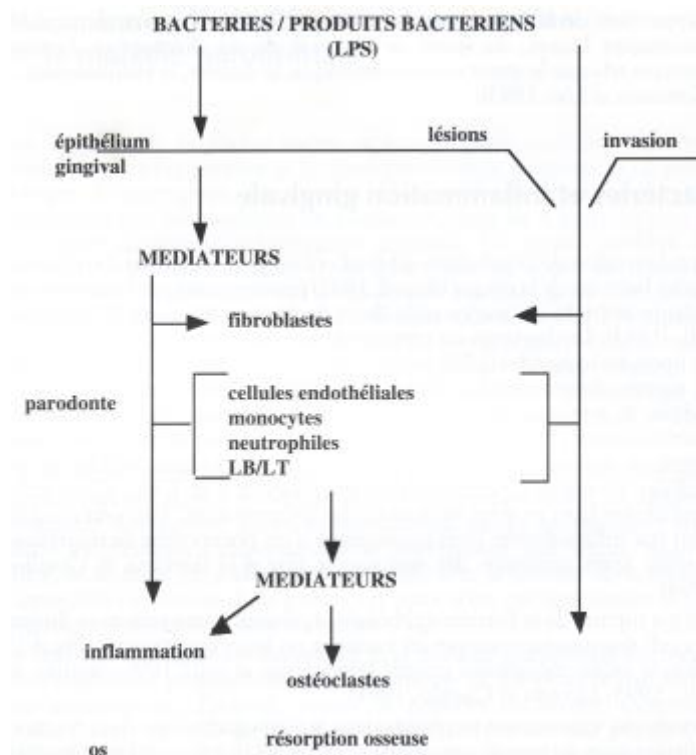 BACTERIES / PRODUITS BACTERIENS
(LPS)
épithélium
gingival
lésions
invasion
MEDIATEURS
fibroblastes
parodonte
cellules endothéliales
monocytes
neutrophiles
LB/LT
MEDIATEURS
inflammation
ostéoclastes
résorption osseuse
os